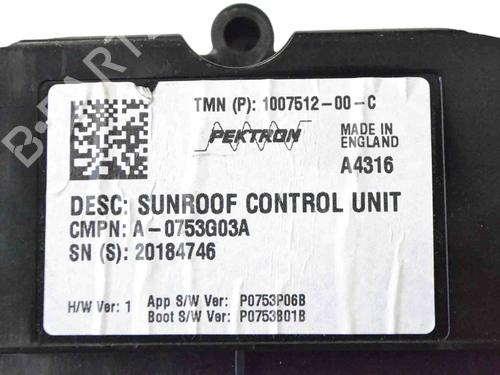 TMN (P): 1007512-00-C
PEKTRON
MADE IN
ENGLAND
A4316
DESC: SUNROOF CONTROL UNIT
CMPN: A-0753G03A
SN (S): 20184746
H/W Ver: 1 App S/W Ver: P0753P06B
Boot S/W Ver: P0753B01B
B-PARTS